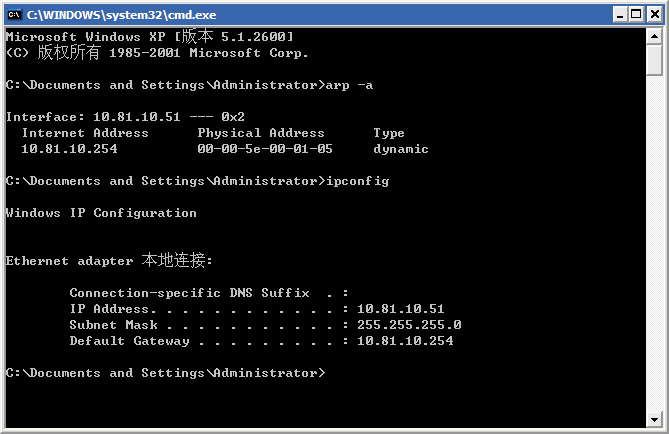 C:\WINDOWS\system32\cmd.exe
Microsoft Windows XP [版本 5.1.2600]
(C) 版权所有 1985-2001 Microsoft Corp.
C:\Documents and Settings\Administrator>arp -a
Interface: 10.81.10.51 --- 0x2
Internet Address Physical Address Type
10.81.10.254 00-00-5e-00-01-05 dynamic
C:\Documents and Settings\Administrator>ipconfig
Windows IP Configuration
Ethernet adapter 本地连接:
Connection-specific DNS Suffix . :
IP Address. . . . . . . . . . . . : 10.81.10.51
Subnet Mask . . . . . . . . . . . : 255.255.255.0
Default Gateway . . . . . . . . . : 10.81.10.254
C:\Documents and Settings\Administrator>